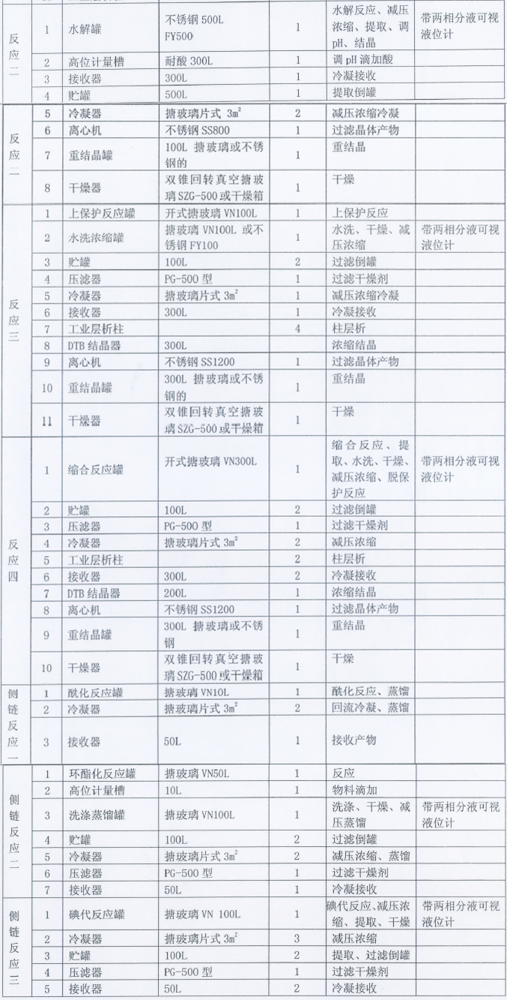 反应二
1 水解罐 不锈钢 500L FY500 1 水解反应、减压浓缩、提取、调pH、结晶 带两相分液可视液位计
2 高位计量槽 耐酸 300L 1 调 pH 滴加酸
3 接收器 300L 1 冷凝接收
4 贮罐 500L 1 提取倒罐
反应二
5 冷凝器 搪玻璃片式 3㎡ 2 减压浓缩冷凝
6 离心机 不锈钢 SS800 1 过滤晶体产物
7 重结晶罐 100L 搪玻璃或不锈钢的 1 重结晶
8 干燥器 双锥回转真空搪玻璃 SZG-500 或干燥箱 1 干燥
反应三
1 上保护反应罐 开式搪玻璃 VN100L 1 上保护反应
2 水洗浓缩罐 搪玻璃 VN100L 或不锈钢 FY100 1 水洗、干燥、减压浓缩 带两相分液可视液位计
3 贮罐 100L 2 过滤倒罐
4 压滤器 PG-500 型 1 过滤干燥剂
5 冷凝器 搪玻璃片式 3㎡ 1 减压浓缩冷凝
6 接收器 300L 1 冷凝接收
7 工业层析柱 4 柱层析
8 DTB 结晶器 300L 浓缩结晶
9 离心机 不锈钢 SS1200 1 过滤晶体产物
10 重结晶罐 300L 搪玻璃或不锈钢的 1 重结晶
11 干燥器 双锥回转真空搪玻璃 SZG-500 或干燥箱 1 干燥
反应四
1 缩合反应罐 开式搪玻璃 VN300L 1 缩合反应、提取、水洗、干燥、减压浓缩、脱保护反应 带两相分液可视液位计
2 贮罐 100L 2 过滤倒罐
3 压滤器 PG-500 型 1 过滤干燥剂
4 冷凝器 搪玻璃片式 3㎡ 2 减压浓缩
5 工业层析柱 2 柱层析
6 接收器 300L 2 冷凝接收
7 DTB 结晶器 200L 1 浓缩结晶
8 离心机 不锈钢 SS1200 1 过滤晶体产物
9 重结晶罐 300L 搪玻璃或不锈钢 1 重结晶
10 干燥器 双锥回转真空搪玻璃 SZG-500 或干燥箱 1 干燥
侧链反应一
1 酰化反应罐 搪玻璃 VN10L 1 酰化反应、蒸馏
2 冷凝器 搪玻璃片式 3㎡ 2 回流冷凝、蒸馏
3 接收器 50L 1 接收产物
侧链反应二
1 环酯化反应罐 搪玻璃 VN50L 1 反应
2 高位计量槽 10L 1 物料滴加
3 洗涤蒸馏罐 搪玻璃 VN100L 1 洗涤、干燥、减压蒸馏 带两相分液可视液位计
4 贮罐 100L 2 过滤倒罐
5 冷凝器 搪玻璃片式 3㎡ 2 减压浓缩、蒸馏
6 压滤器 PG-500 型 1 过滤干燥剂
7 接收器 50L 1 冷凝接收
侧链反应三
1 碘代反应罐 搪玻璃 VN 100L 1 碘代反应、减压浓缩、提取、干燥 带两相分液可视液位计
2 冷凝器 搪玻璃片式 3㎡ 3 减压浓缩
3 贮罐 100L 2 提取、过滤倒罐
4 压滤器 PG-500 型 1 过滤干燥剂
5 接收器 50L 2 冷凝接收